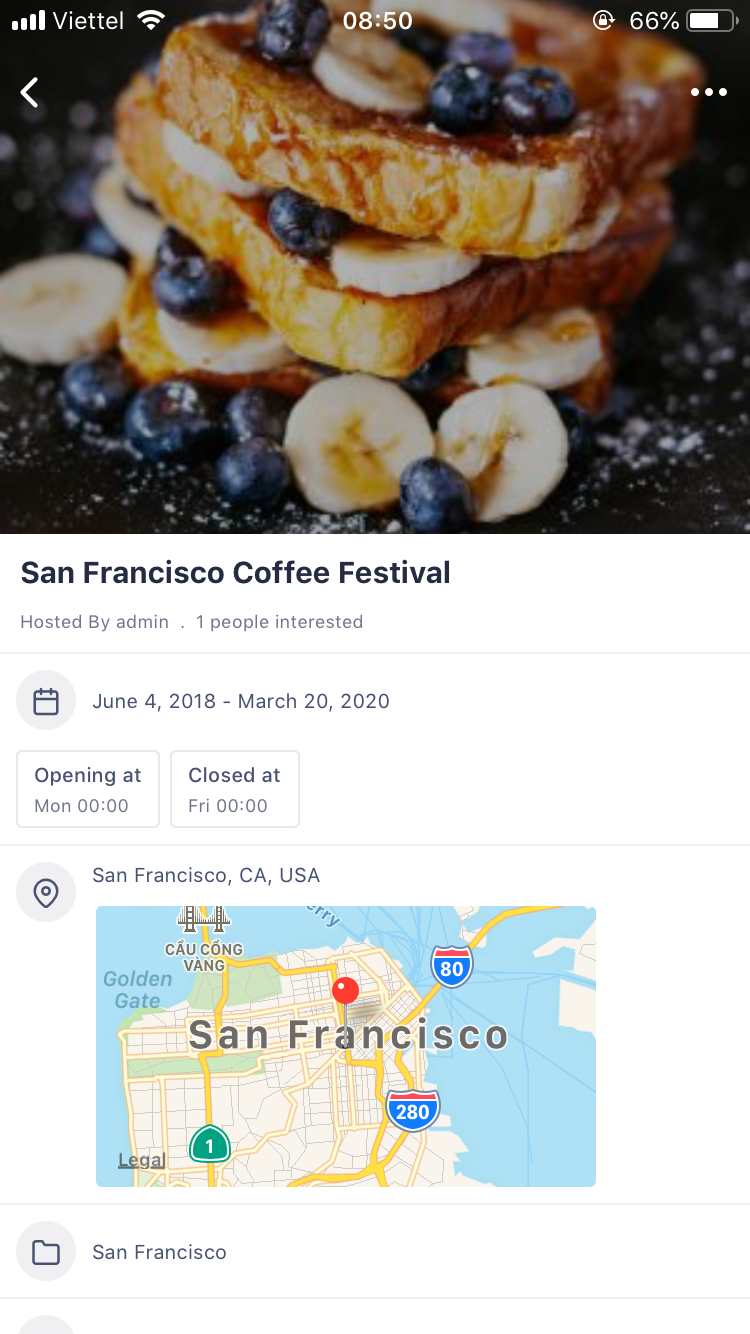 Viettel 08:50 66%
San Francisco Coffee Festival
Hosted By admin . 1 people interested
June 4, 2018 - March 20, 2020
Opening at
Mon 00:00
Closed at
Fri 00:00
San Francisco, CA, USA
CẦU CỔNG
VÀNG
80
Golden
Gate
San Francisco
280
1
Legal
San Francisco